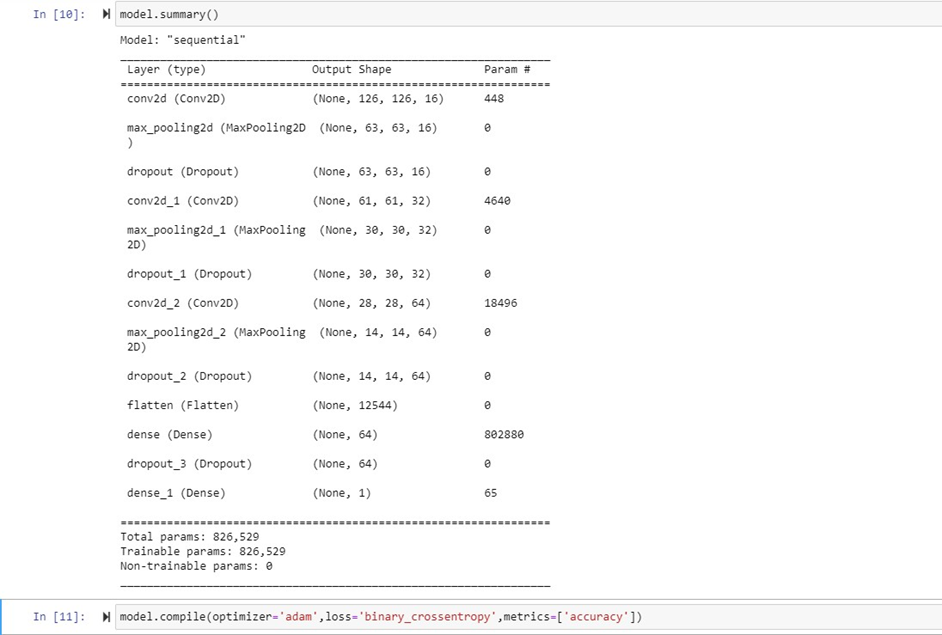 In [10]: model.summary()
Model: "sequential"
Layer (type) Output Shape Param #
conv2d (Conv2D) (None, 126, 126, 16) 448
max_pooling2d (MaxPooling2D (None, 63, 63, 16) 0
)
dropout (Dropout) (None, 63, 63, 16) 0
conv2d_1 (Conv2D) (None, 61, 61, 32) 4640
max_pooling2d_1 (MaxPooling (None, 30, 30, 32) 0
2D)
dropout_1 (Dropout) (None, 30, 30, 32) 0
conv2d_2 (Conv2D) (None, 28, 28, 64) 18496
max_pooling2d_2 (MaxPooling (None, 14, 14, 64) 0
2D)
dropout_2 (Dropout) (None, 14, 14, 64) 0
flatten (Flatten) (None, 12544) 0
dense (Dense) (None, 64) 802880
dropout_3 (Dropout) (None, 64) 0
dense_1 (Dense) (None, 1) 65
Total params: 826,529
Trainable params: 826,529
Non-trainable params: 0
In [11]: model.compile(optimizer='adam',loss='binary_crossentropy',metrics=['accuracy'])